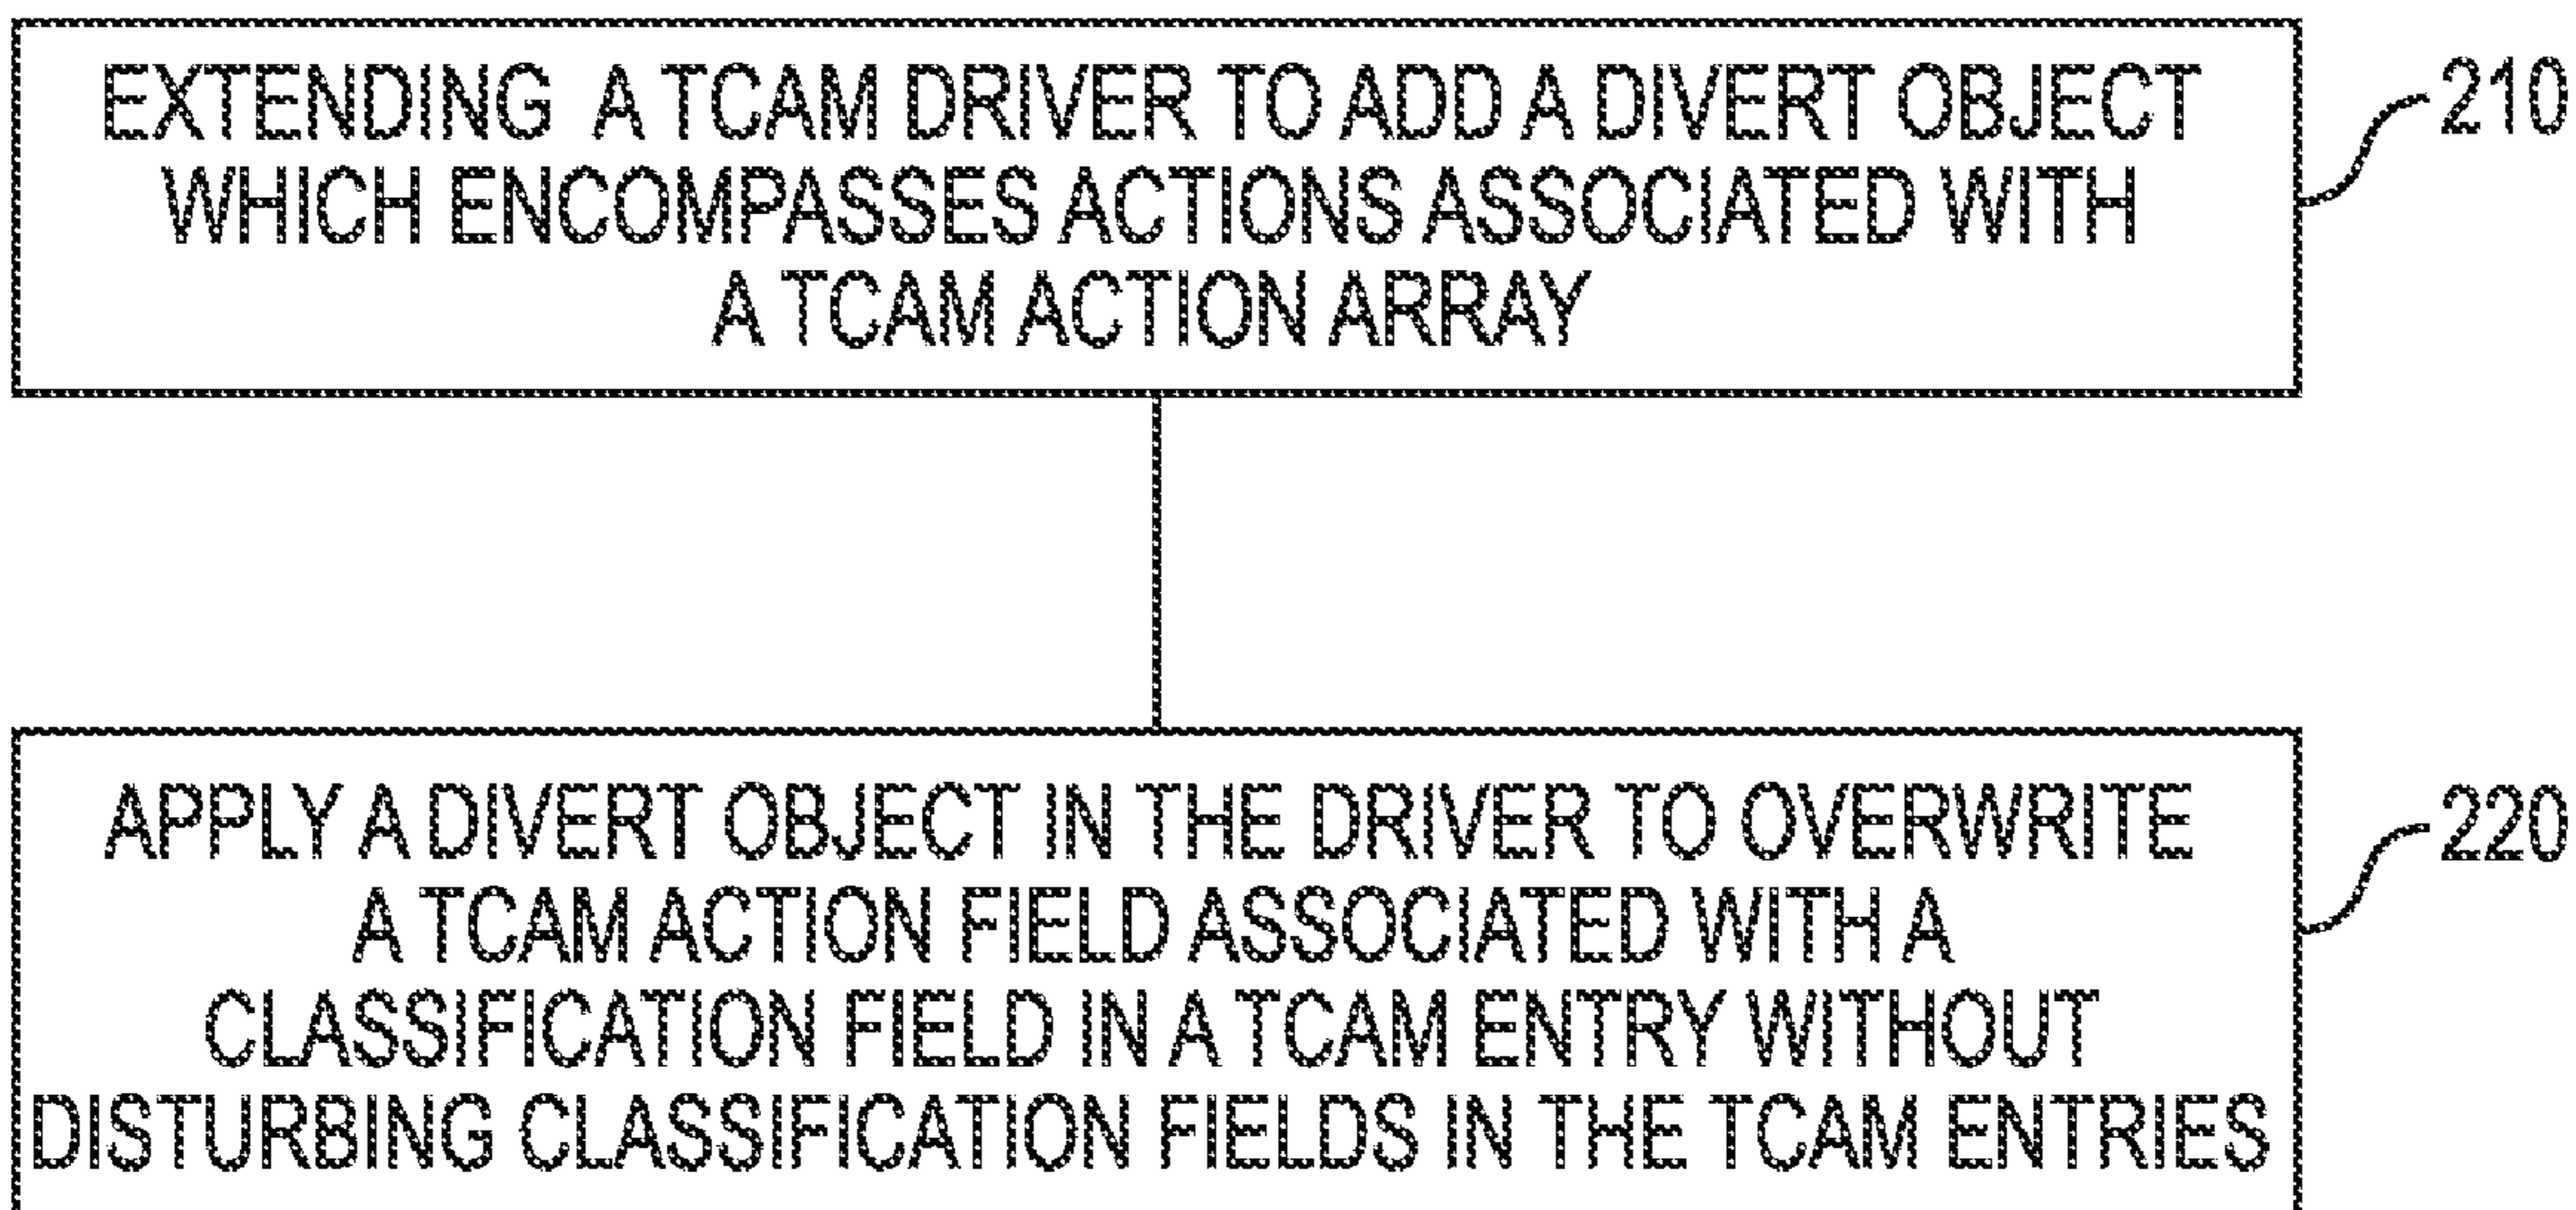 EXTENDING A TCAM DRIVER TO ADD A DIVERT OBJECT
WHICH ENCOMPASSES ACTIONS ASSOCIATED WITH
A TCAM ACTION ARRAY
210
APPLY A DIVERT OBJECT IN THE DRIVER TO OVERWRITE
A TCAM ACTION FIELD ASSOCIATED WITH A
CLASSIFICATION FIELD IN A TCAM ENTRY WITHOUT
DISTURBING CLASSIFICATION FIELDS IN THE TCAM ENTRIES
220